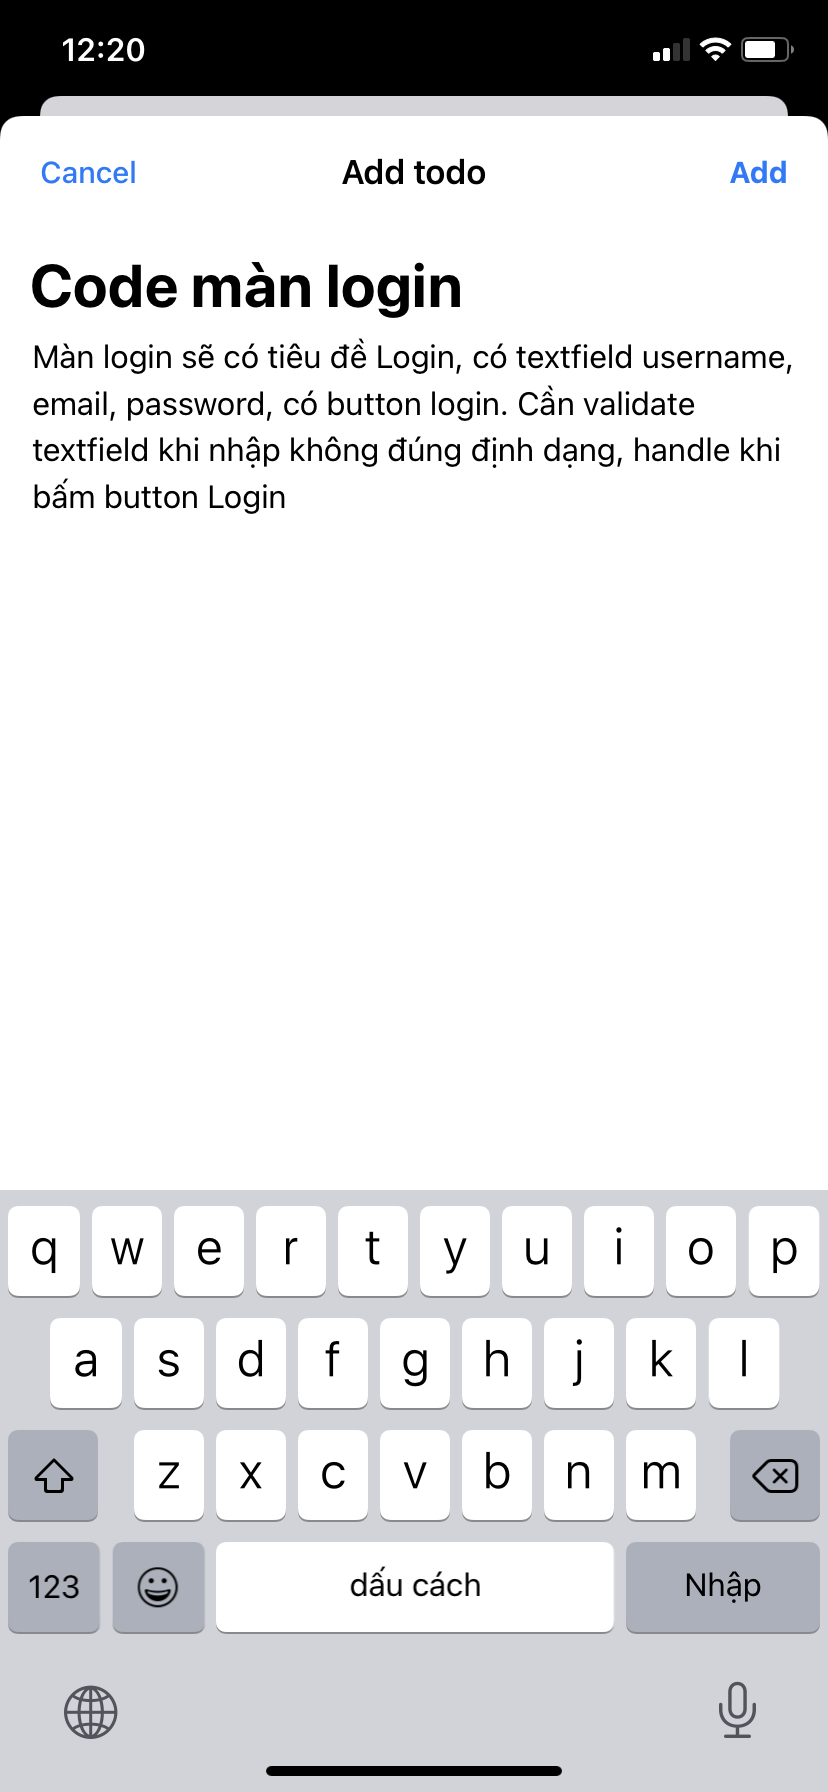 12:20
Cancel Add todo Add
Code màn login
Màn login sẽ có tiêu đề Login, có textfield username,
email, password, có button login. Cần validate
textfield khi nhập không đúng định dạng, handle khi
bấm button Login
q w e r t y u i o p
a s d f g h j k l
z x c v b n m
123 dấu cách Nhập